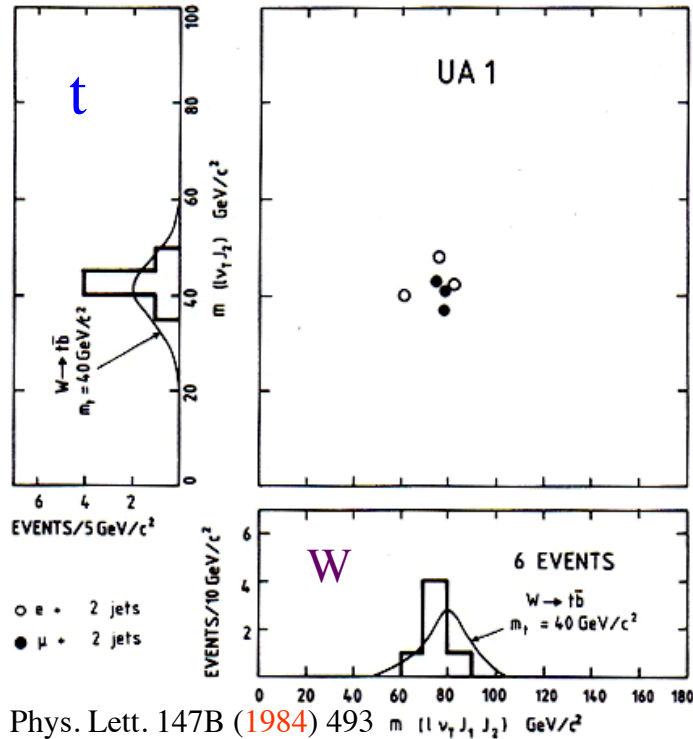 100
80
60
40
20
0
m (lν_T J_2) GeV/c²
t
W → tb̄
m_t = 40 GeV/c²
6 4 2
EVENTS/5 GeV/c²
UA 1
○ e + 2 jets
● μ + 2 jets
EVENTS/10 GeV/c²
6
4
2
W
6 EVENTS
W → tb̄
m_t = 40 GeV/c²
0 20 40 60 80 100 120 140 160 180
m (l ν_T J_1 J_2) GeV/c²
Phys. Lett. 147B (1984) 493